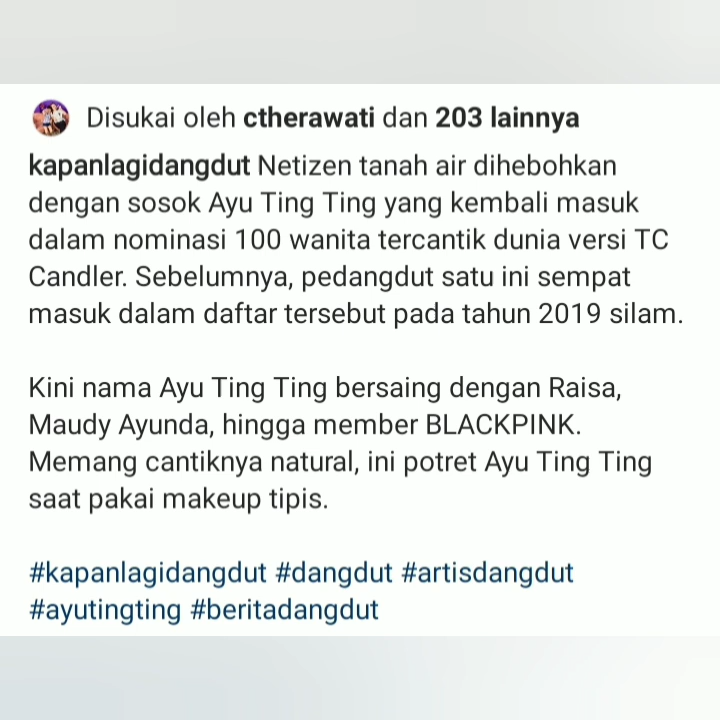 Disukai oleh ctherawati dan 203 lainnya
kapanlagidangdut Netizen tanah air dihebohkan
dengan sosok Ayu Ting Ting yang kembali masuk
dalam nominasi 100 wanita tercantik dunia versi TC
Candler. Sebelumnya, pedangdut satu ini sempat
masuk dalam daftar tersebut pada tahun 2019 silam.
Kini nama Ayu Ting Ting bersaing dengan Raisa,
Maudy Ayunda, hingga member BLACKPINK.
Memang cantiknya natural, ini potret Ayu Ting Ting
saat pakai makeup tipis.
#kapanlagidangdut #dangdut #artisdangdut
#ayutingting #beritadangdut